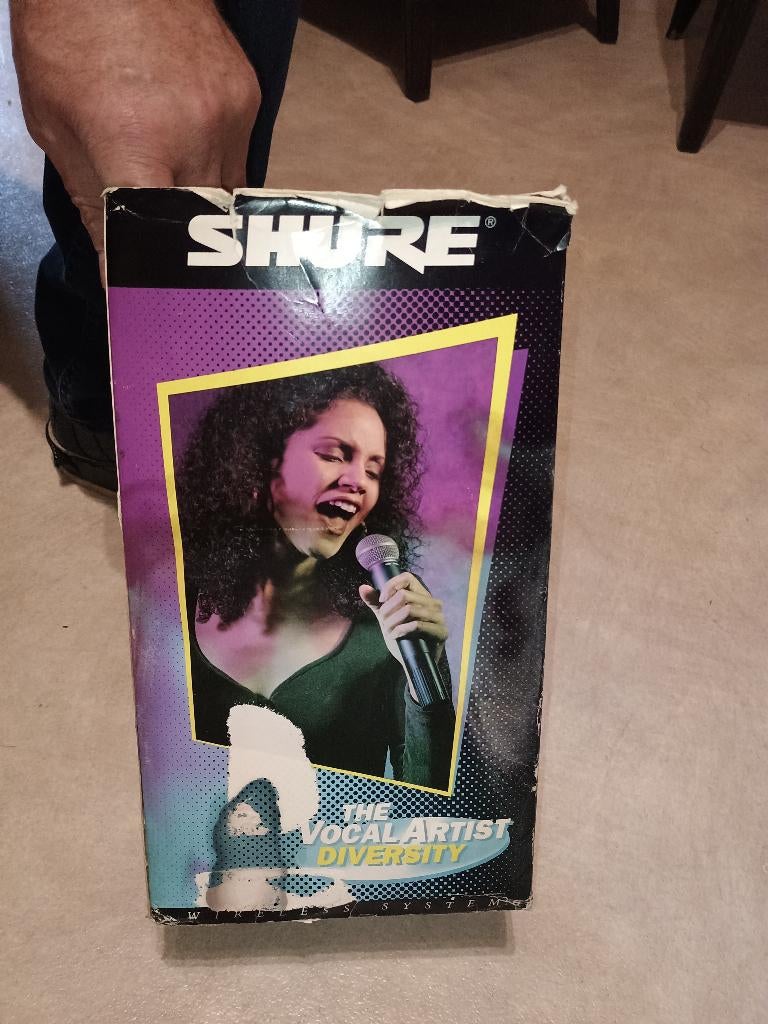 SHURE®
THE
VOCAL ARTIST
DIVERSITY
WIRELESS SYSTEM